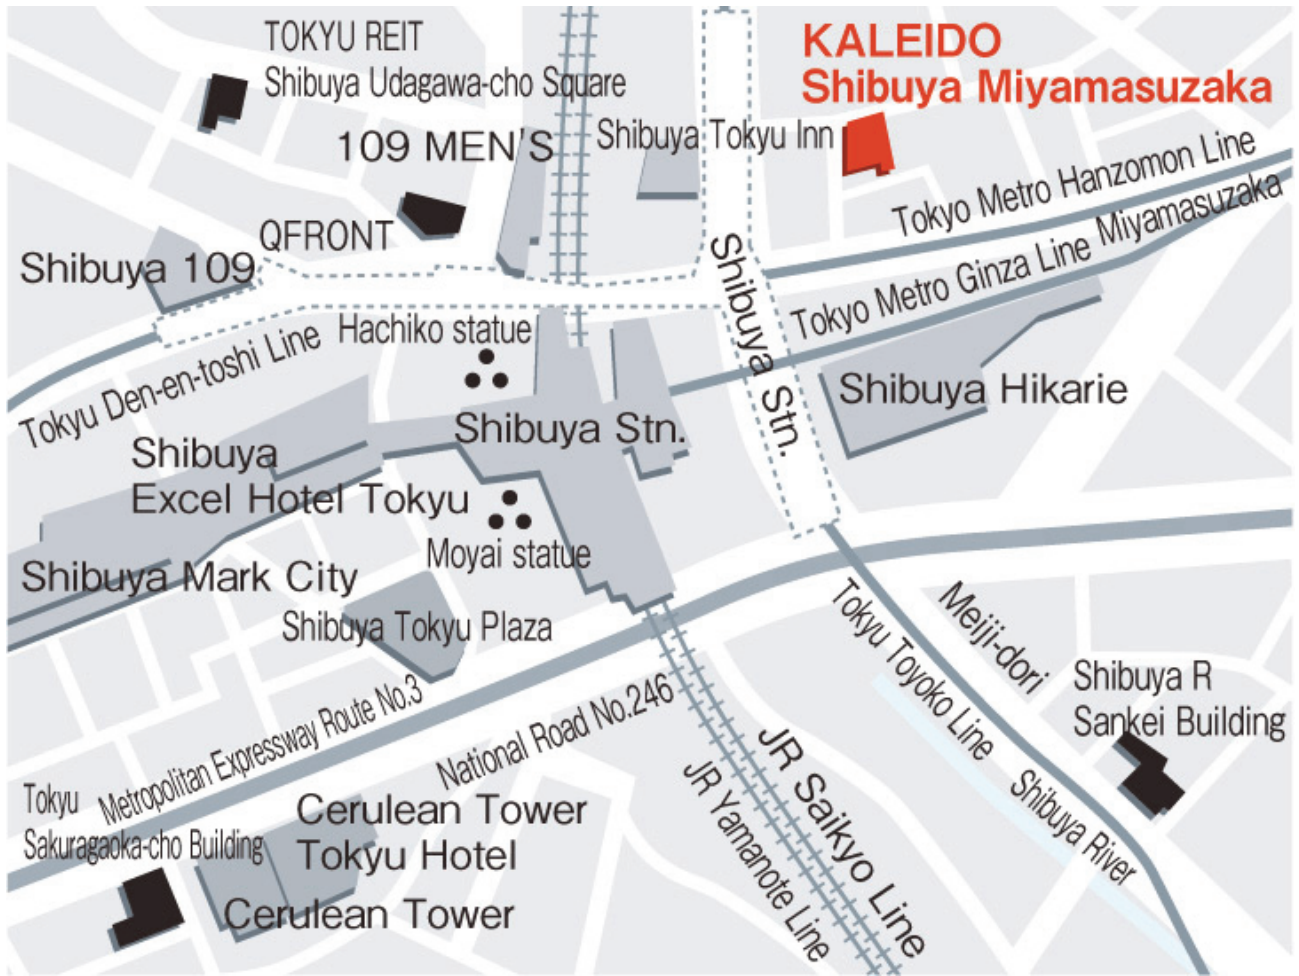 TOKYU REIT
Shibuya Udagawa-cho Square
KALEIDO
Shibuya Miyamasuzaka
109 MEN'S
Shibuya Tokyu Inn
Tokyo Metro Hanzomon Line
Miyamasuzaka
QFRONT
Shibuya 109
Tokyo Metro Ginza Line
Shibuya Stn.
Hachiko statue
Tokyu Den-en-toshi Line
Shibuya Hikarie
Shibuya Stn.
Shibuya
Excel Hotel Tokyu
Moyai statue
Shibuya Mark City
Shibuya Tokyu Plaza
Meiji-dori
Tokyu Toyoko Line
Shibuya R
Sankei Building
Metropolitan Expressway Route No.3
National Road No.246
JR Saikyo Line
JR Yamanote Line
Shibuya River
Tokyu
Sakuragaoka-cho Building
Cerulean Tower
Tokyu Hotel
Cerulean Tower